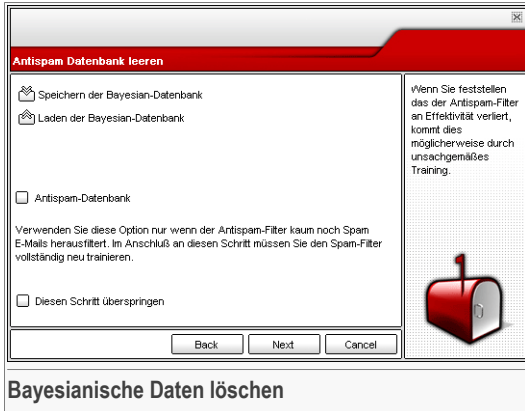 Antispam Datenbank leeren
Speichern der Bayesian-Datenbank
Laden der Bayesian-Datenbank
Antispam-Datenbank
Verwenden Sie diese Option nur wenn der Antispam-Filter kaum noch Spam
E-Mails herausfiltert. Im Anschluß an diesen Schritt müssen Sie den Spam-Filter
vollständig neu trainieren.
Diesen Schritt überspringen
Back
Next
Cancel
Wenn Sie feststellen
das der Antispam-Filter
an Effektivität verliert,
kommt dies
möglicherweise durch
unsachgemäßes
Training.
Bayesianische Daten löschen